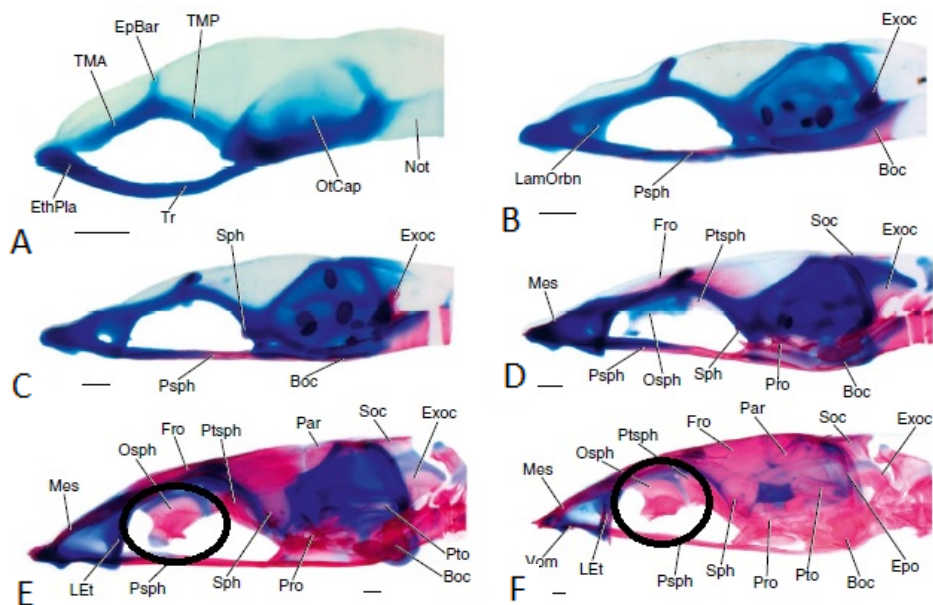 EpBar
TMP
TMA
OtCap
Not
EthPla
Tr
A
Exoc
LamOrbn
Psph
Boc
B
Sph
Exoc
Psph
Boc
C
Fro
Ptsph
Soc
Exoc
Mes
Psph
Osph
Sph
Pro
Boc
D
Mes
Osph
Fro
Ptsph
Par
Soc
Exoc
LEt
Psph
Sph
Pro
Pto
Boc
E
Mes
Osph
Ptsph
Fro
Par
Soc
Exoc
Vom
LEt
Psph
Sph
Pro
Pto
Boc
Epo
F